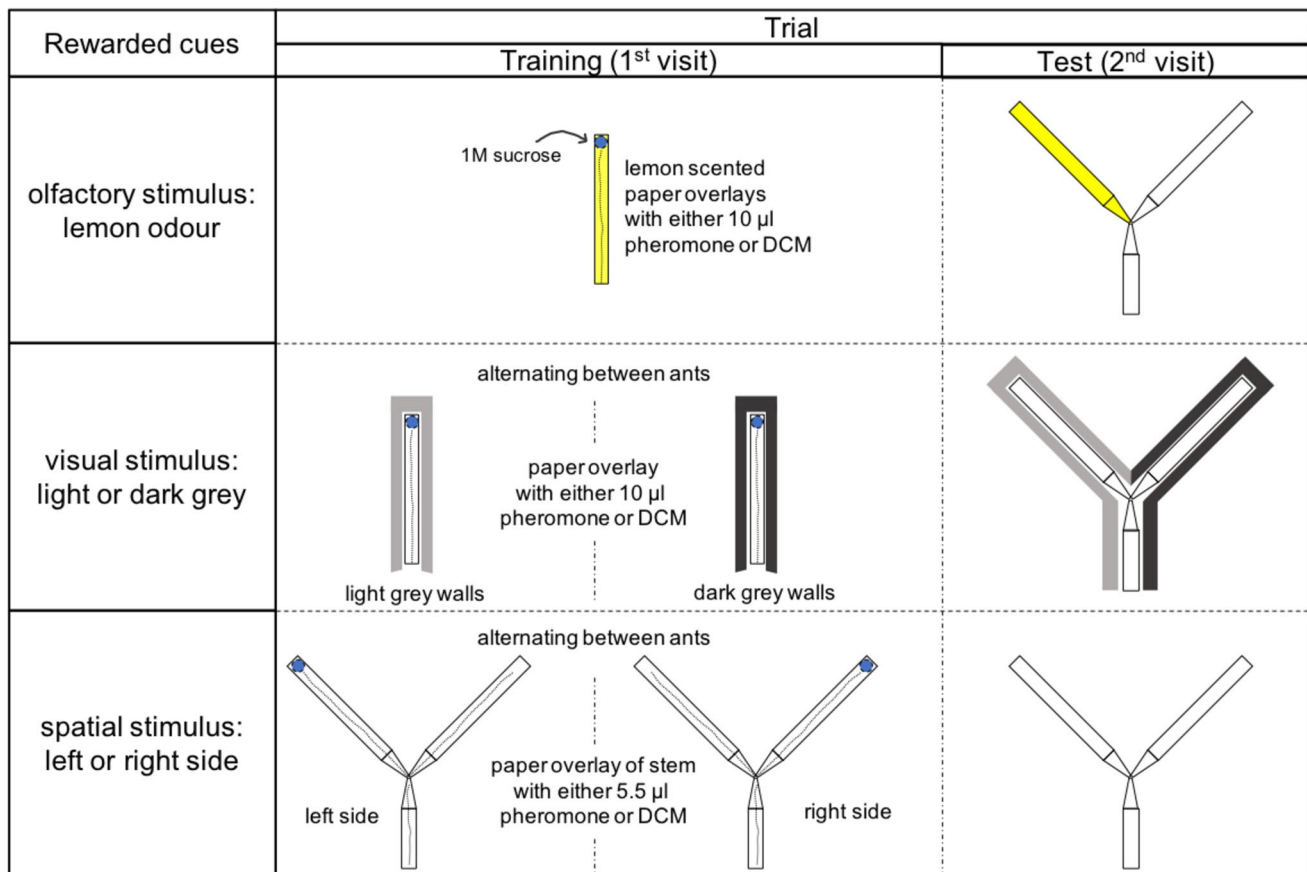 Rewarded cues
Trial
Training (1st visit)
Test (2nd visit)
olfactory stimulus:
lemon odour
1M sucrose
lemon scented
paper overlays
with either 10 µl
pheromone or DCM
visual stimulus:
light or dark grey
alternating between ants
paper overlay
with either 10 µl
pheromone or DCM
light grey walls
dark grey walls
spatial stimulus:
left or right side
alternating between ants
left side
paper overlay of stem
with either 5.5 µl
pheromone or DCM
right side